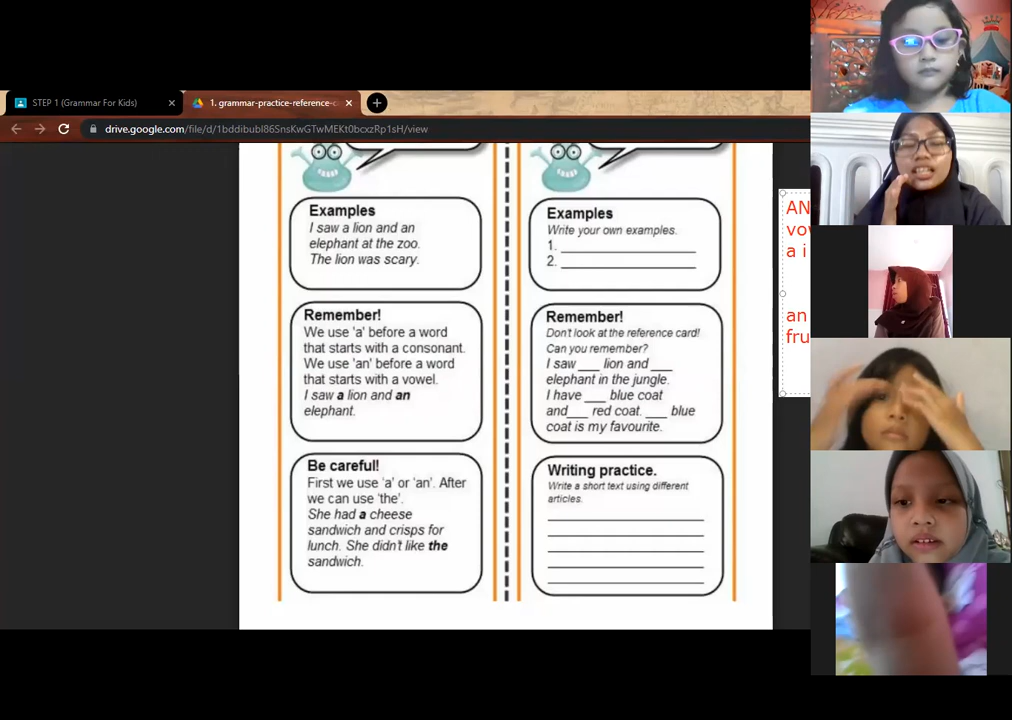 STEP 1 (Grammar For Kids)
1. grammar-practice-reference-c
drive.google.com/file/d/1bddibubl86SnsKwGTwMEKt0bcxzRp1sH/view
Examples
I saw a lion and an
elephant at the zoo.
The lion was scary.
Remember!
We use 'a' before a word
that starts with a consonant.
We use 'an' before a word
that starts with a vowel.
I saw a lion and an
elephant.
Be careful!
First we use 'a' or 'an'. After
we can use 'the'.
She had a cheese
sandwich and crisps for
lunch. She didn't like the
sandwich.
Examples
Write your own examples.
1. ____________
2. ____________
Remember!
Don't look at the reference card!
Can you remember?
I saw ___ lion and ___
elephant in the jungle.
I have ___ blue coat
and___ red coat. ___ blue
coat is my favourite.
Writing practice.
Write a short text using different
articles.
AN
vo
a i
an
fru